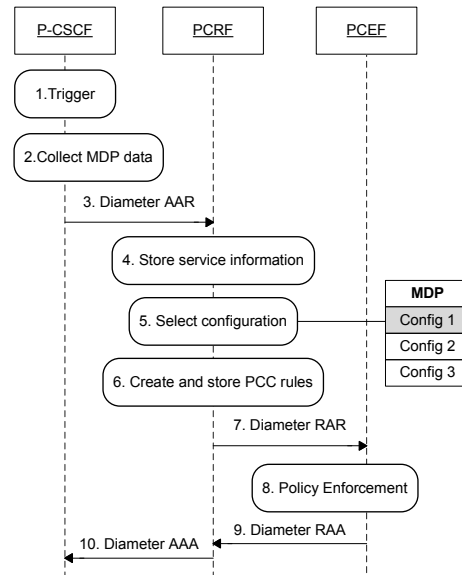 P-CSCF
PCRF
PCEF
1.Trigger
2.Collect MDP data
3. Diameter AAR
4. Store service information
5. Select configuration
MDP
Config 1
Config 2
Config 3
6. Create and store PCC rules
7. Diameter RAR
8. Policy Enforcement
9. Diameter RAA
10. Diameter AAA